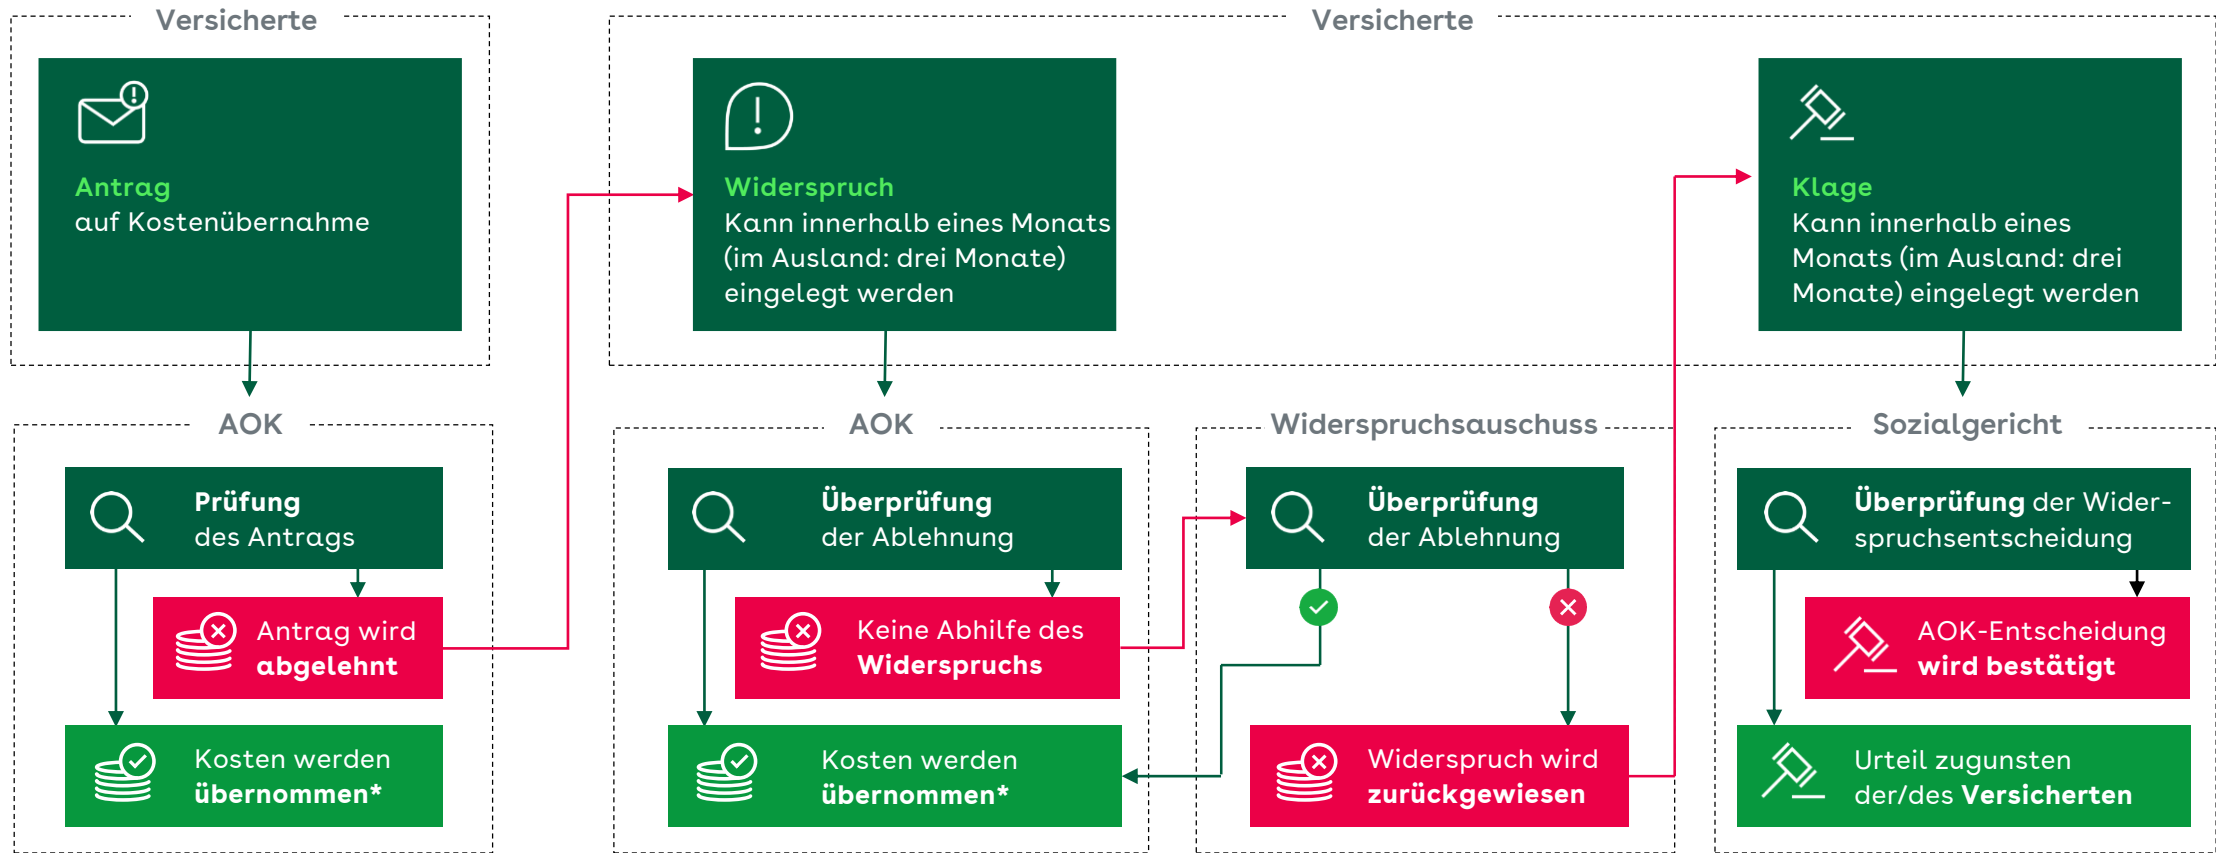 Versicherte
Antrag
auf Kostenübernahme
AOK
Prüfung
des Antrags
Antrag wird
abgelehnt
Kosten werden
übernommen*
Versicherte
Widerspruch
Kann innerhalb eines Monats
(im Ausland: drei Monate)
eingelegt werden
Klage
Kann innerhalb eines
Monats (im Ausland: drei
Monate) eingelegt werden
AOK
Überprüfung
der Ablehnung
Keine Abhilfe des
Widerspruchs
Kosten werden
übernommen*
Widerspruchsauschuss
Überprüfung
der Ablehnung
Widerspruch wird
zurückgewiesen
Sozialgericht
Überprüfung der Wider-
spruchsentscheidung
AOK-Entscheidung
wird bestätigt
Urteil zugunsten
der/des Versicherten